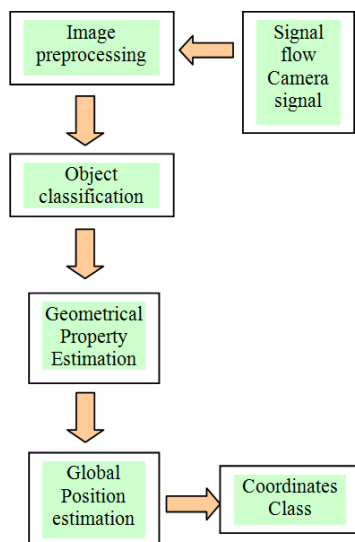 Image
preprocessing
Signal
flow
Camera
signal
Object
classification
Geometrical
Property
Estimation
Global
Position
estimation
Coordinates
Class